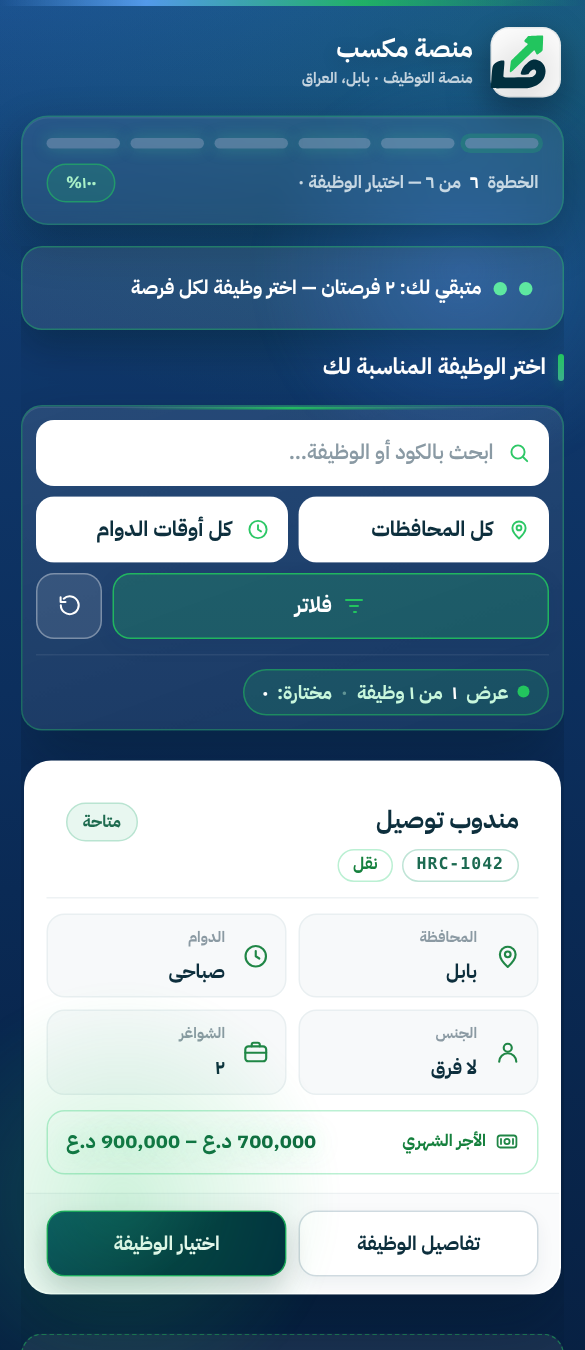 منصة مكسب
منصة التوظيف · بابل، العراق
الخطوة ٦ من ٦ — اختيار الوظيفة ·
١٠٠%
متبقي لك: ٢ فرصتان — اختر وظيفة لكل فرصة
اختر الوظيفة المناسبة لك
ابحث بالكود أو الوظيفة...
كل المحافظات
كل أوقات الدوام
فلاتر
عرض ١ من ١ وظيفة · مختارة: ٠
مندوب توصيل
متاحة
HRC-1042
نقل
المحافظة
بابل
الدوام
صباحي
الجنس
لا فرق
الشواغر
٢
الأجر الشهري
700,000 د.ع – 900,000 د.ع
تفاصيل الوظيفة
اختيار الوظيفة